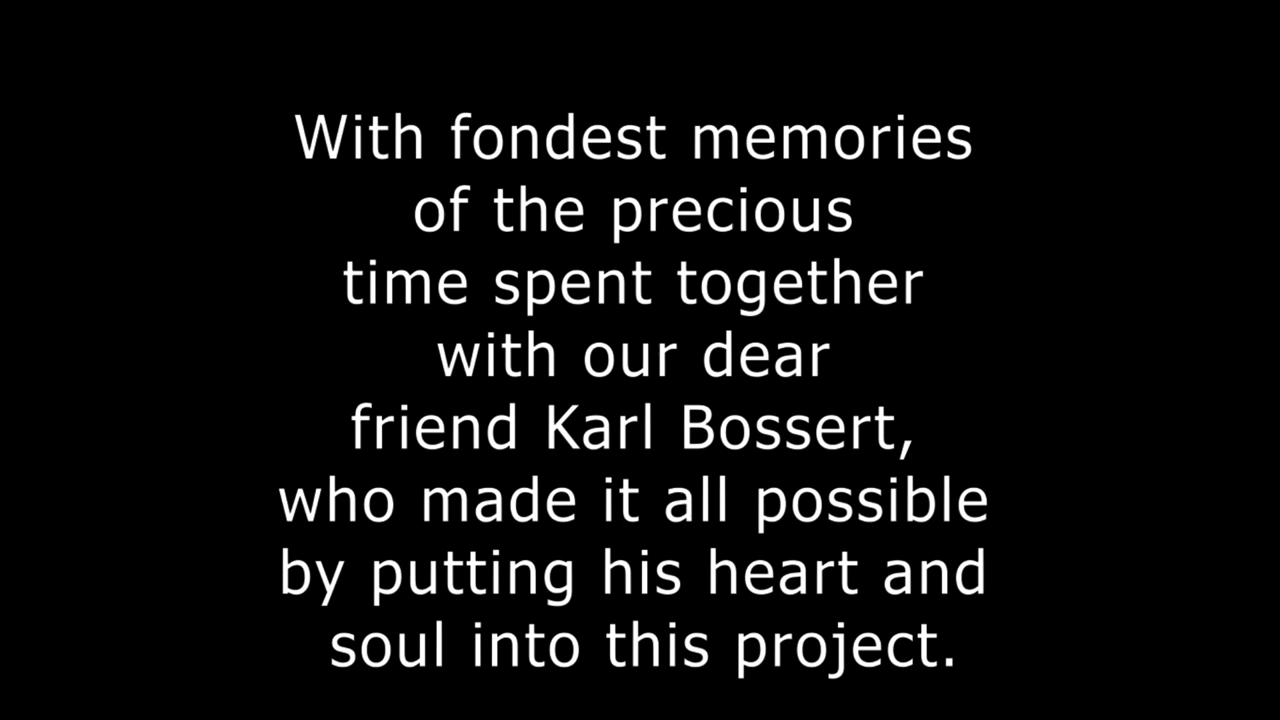 With fondest memories
of the precious
time spent together
with our dear
friend Karl Bossert,
who made it all possible
by putting his heart and
soul into this project.